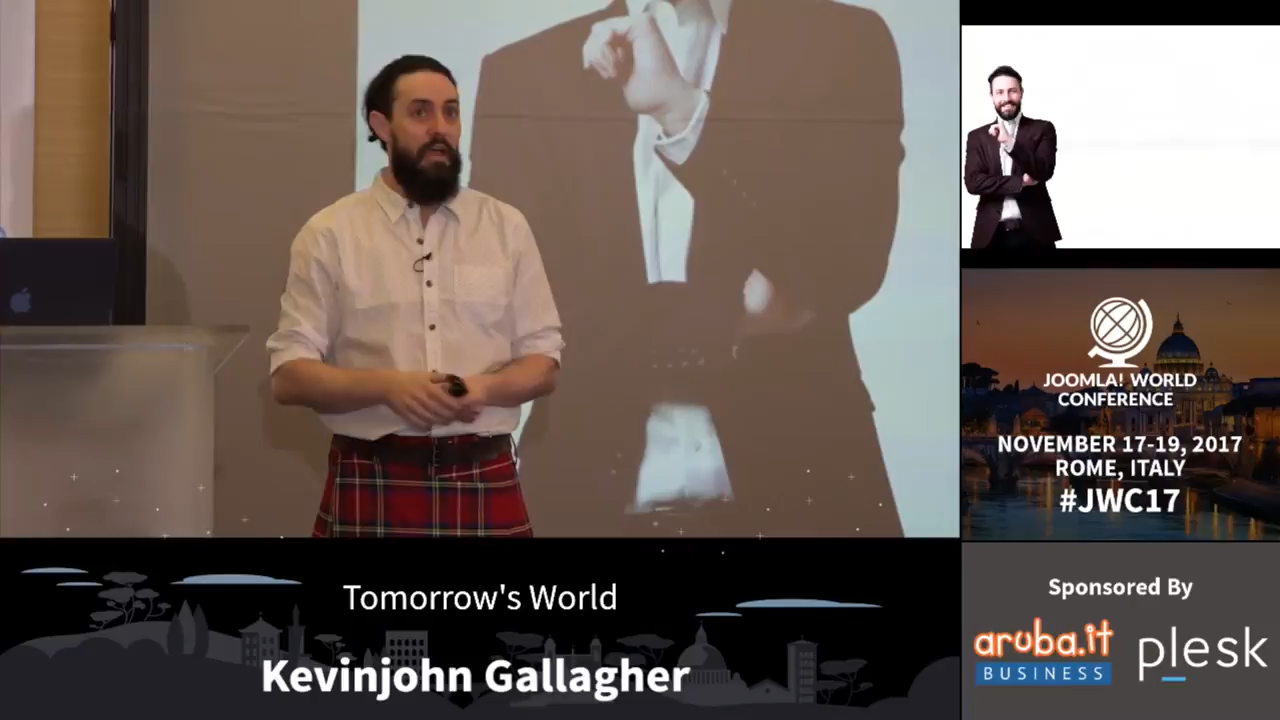 Tomorrow's World
Kevinjohn Gallagher
JOOMLA! WORLD
CONFERENCE
NOVEMBER 17-19, 2017
ROME, ITALY
#JWC17
Sponsored By
aruba.it
BUSINESS
plesk